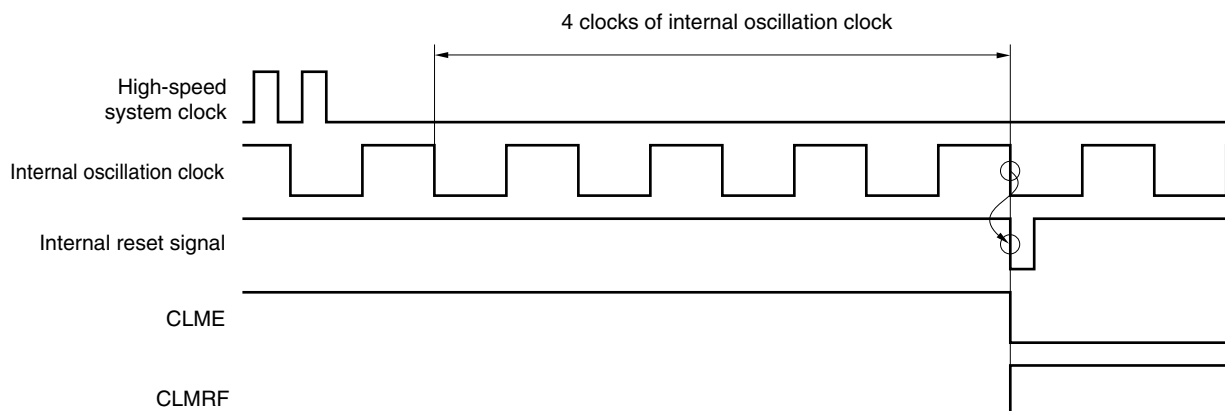 4 clocks of internal oscillation clock
High-speed
system clock
Internal oscillation clock
Internal reset signal
CLME
CLMRF